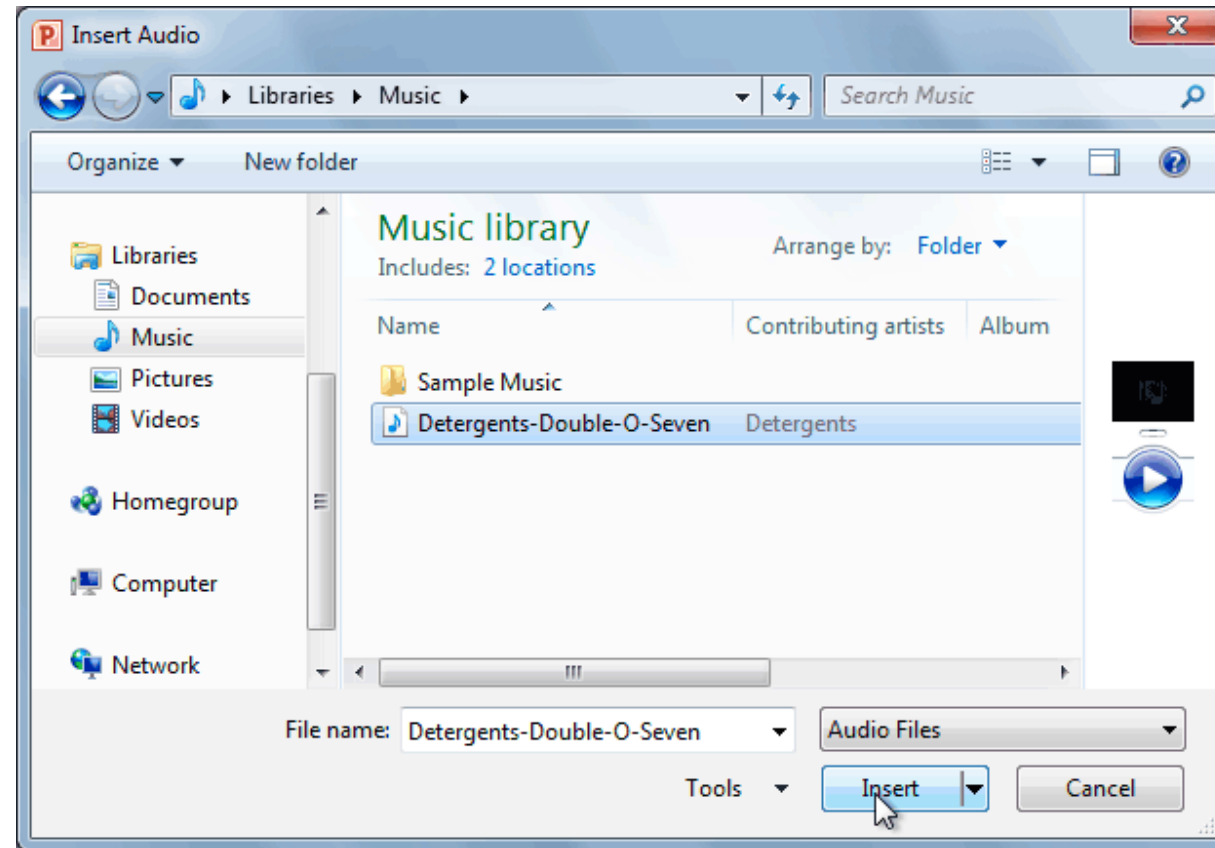 P Insert Audio
Libraries Music
Search Music
Organize New folder
Libraries
Documents
Music
Pictures
Videos
Homegroup
Computer
Network
Music library
Includes: 2 locations
Arrange by: Folder
Name Contributing artists Album
Sample Music
Detergents-Double-O-Seven Detergents
File name: Detergents-Double-O-Seven Audio Files
Tools Insert Cancel